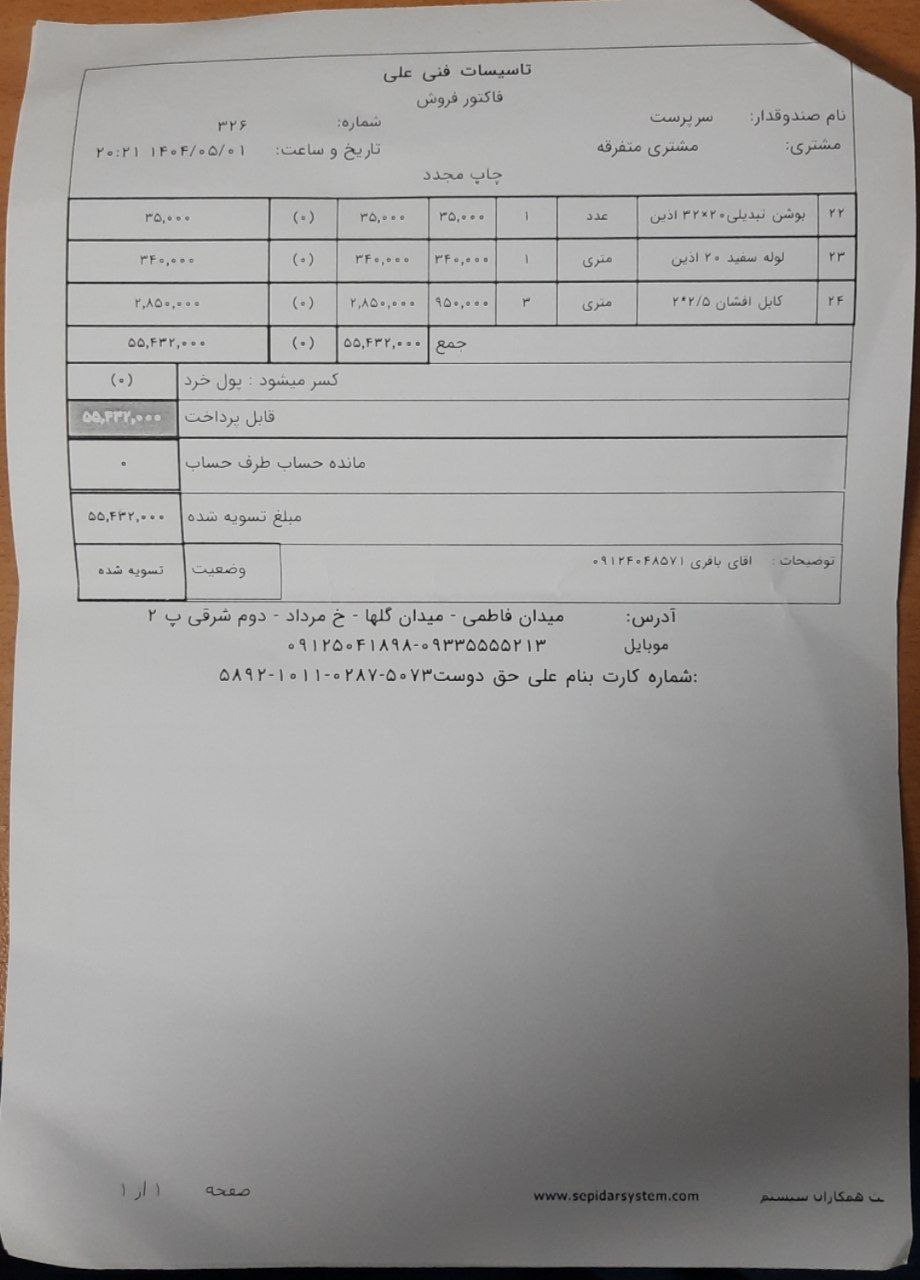 تاسیسات فنی علی
فاکتور فروش
نام صندوقدار: سرپرست شماره: ۳۲۶
مشتری: مشتری متفرقه تاریخ و ساعت: ۱۴۰۴/۰۵/۰۱ ۲۰:۲۱
چاپ مجدد
۲۲ بوشن تبدیلی۲۰*۳۲ اذین عدد ۱ ۳۵,۰۰۰ ۳۵,۰۰۰ (۰) ۳۵,۰۰۰
۲۳ لوله سفید ۲۰ اذین متری ۱ ۳۴۰,۰۰۰ ۳۴۰,۰۰۰ (۰) ۳۴۰,۰۰۰
۲۴ کابل افشان ۲/۵*۲ متری ۳ ۹۵۰,۰۰۰ ۲,۸۵۰,۰۰۰ (۰) ۲,۸۵۰,۰۰۰
جمع ۵۵,۴۳۲,۰۰۰ (۰) ۵۵,۴۳۲,۰۰۰
کسر میشود : پول خرد (۰)
قابل پرداخت ۵۵,۴۳۲,۰۰۰
مانده حساب طرف حساب ۰
مبلغ تسویه شده ۵۵,۴۳۲,۰۰۰
توضیحات : اقای باقری ۰۹۱۲۴۰۴۸۵۷۱ وضعیت تسویه شده
آدرس: میدان فاطمی - میدان گلها - خ مرداد - دوم شرقی پ ۲
موبایل ۰۹۱۲۵۰۴۱۸۹۸-۰۹۳۳۵۵۵۵۲۱۳
:شماره کارت بنام علی حق دوست۵۰۷۳-۰۲۸۷-۱۰۱۱-۵۸۹۲
همکاران سیستم www.sepidarsystem.com صفحه ۱ از ۱